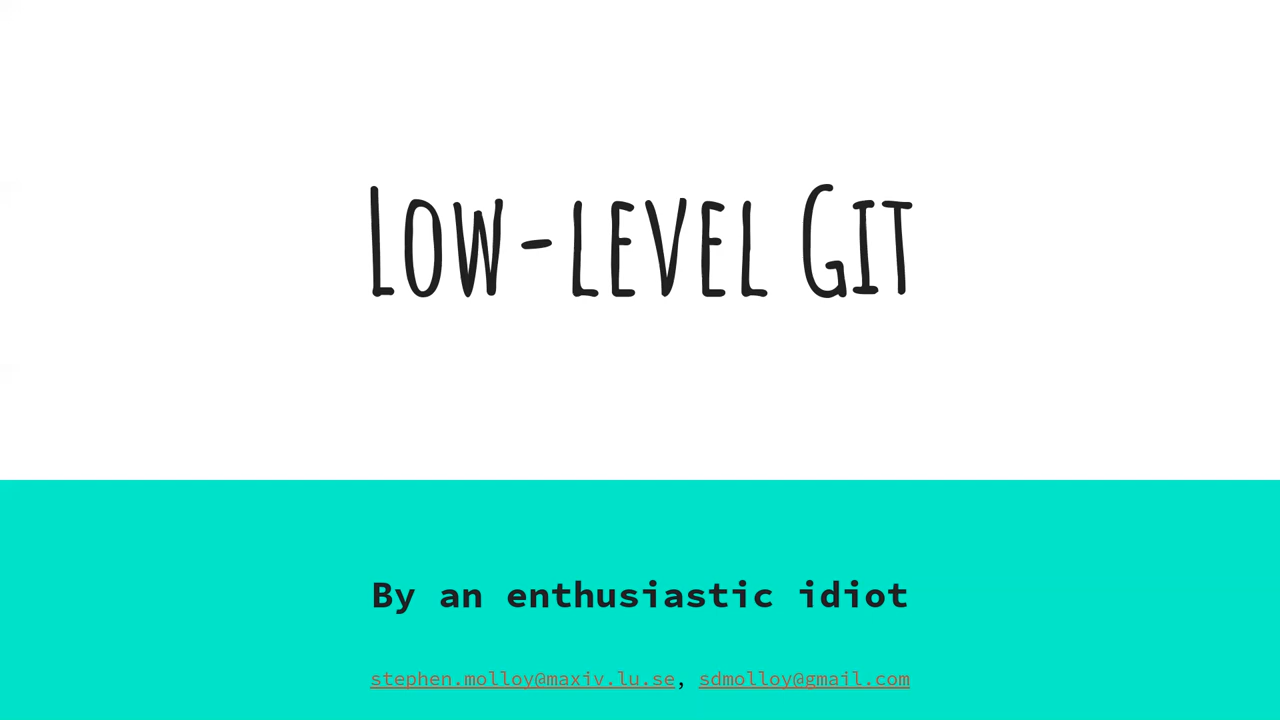 Low-level Git
By an enthusiastic idiot
stephen.molloy@maxiv.lu.se, sdmolloy@gmail.com